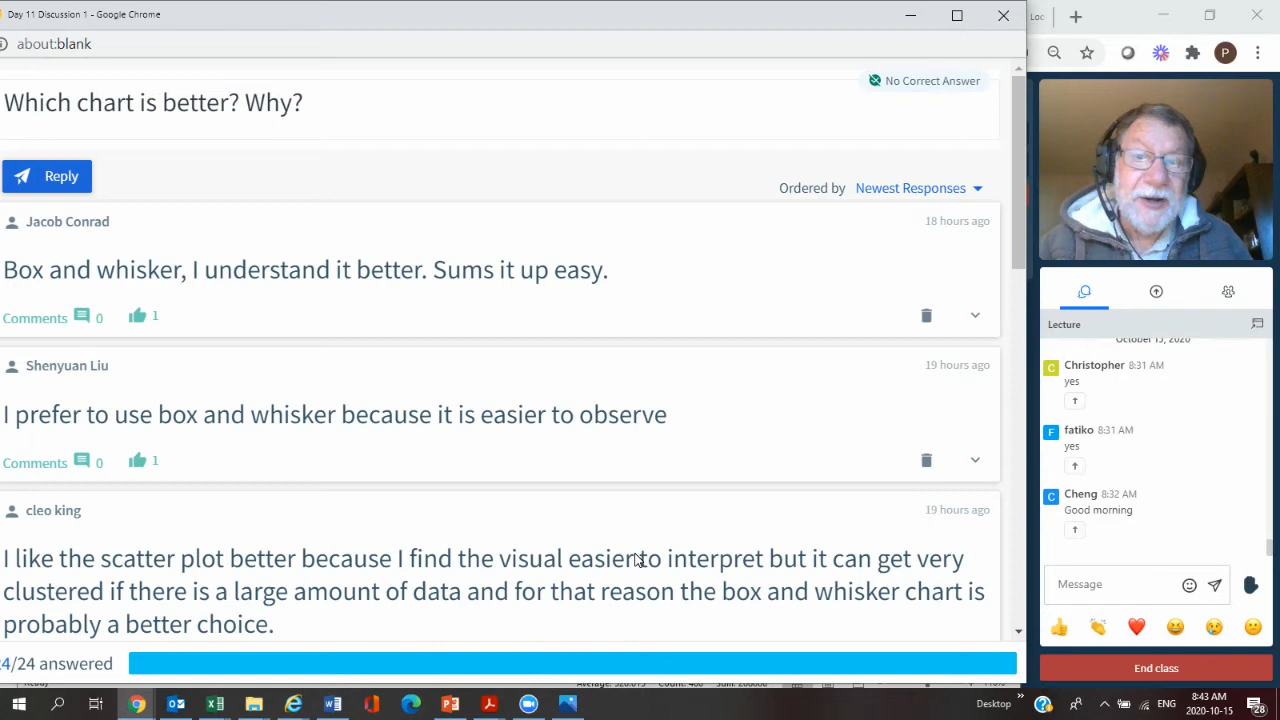 Day 11 Discussion 1 - Google Chrome
about:blank
No Correct Answer
Which chart is better? Why?
Reply
Ordered by Newest Responses
Jacob Conrad
18 hours ago
Box and whisker, I understand it better. Sums it up easy.
Comments 0 1
Shenyuan Liu
19 hours ago
I prefer to use box and whisker because it is easier to observe
Comments 0 1
cleo king
19 hours ago
I like the scatter plot better because I find the visual easier to interpret but it can get very
clustered if there is a large amount of data and for that reason the box and whisker chart is
probably a better choice.
24/24 answered
P
Lecture
October 15, 2020
C
Christopher 8:31 AM
yes
F
fatiko 8:31 AM
yes
C
Cheng 8:32 AM
Good morning
Message
End class
Desktop
ENG
8:43 AM
2020-10-15
28